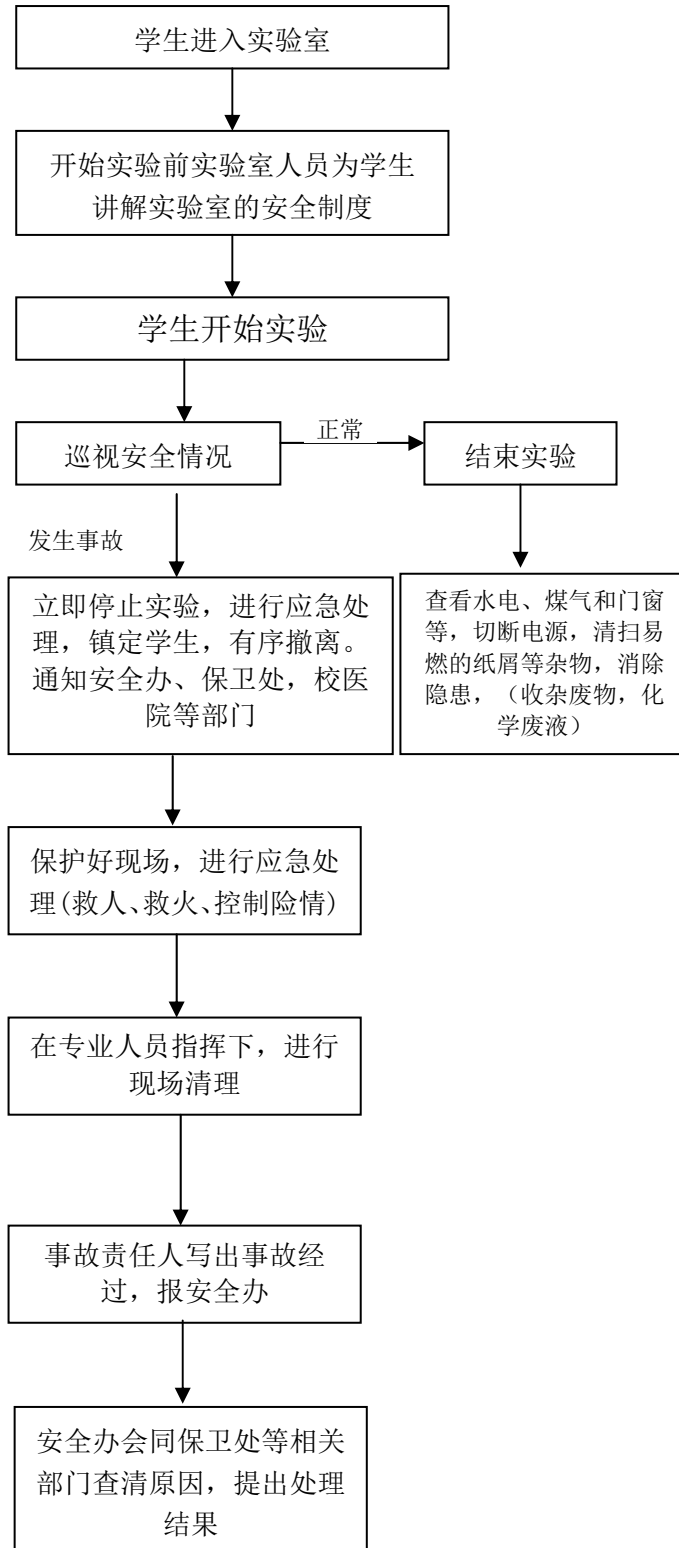 学生进入实验室
开始实验前实验室人员为学生
讲解实验室的安全制度
学生开始实验
巡视安全情况
正常
结束实验
发生事故
立即停止实验，进行应急处
理，镇定学生，有序撤离。
通知安全办、保卫处，校医
院等部门
查看水电、煤气和门窗
等，切断电源，清扫易
燃的纸屑等杂物，消除
隐患，（收杂废物，化
学废液）
保护好现场，进行应急处
理(救人、救火、控制险情)
在专业人员指挥下，进行
现场清理
事故责任人写出事故经
过，报安全办
安全办会同保卫处等相关
部门查清原因，提出处理
结果